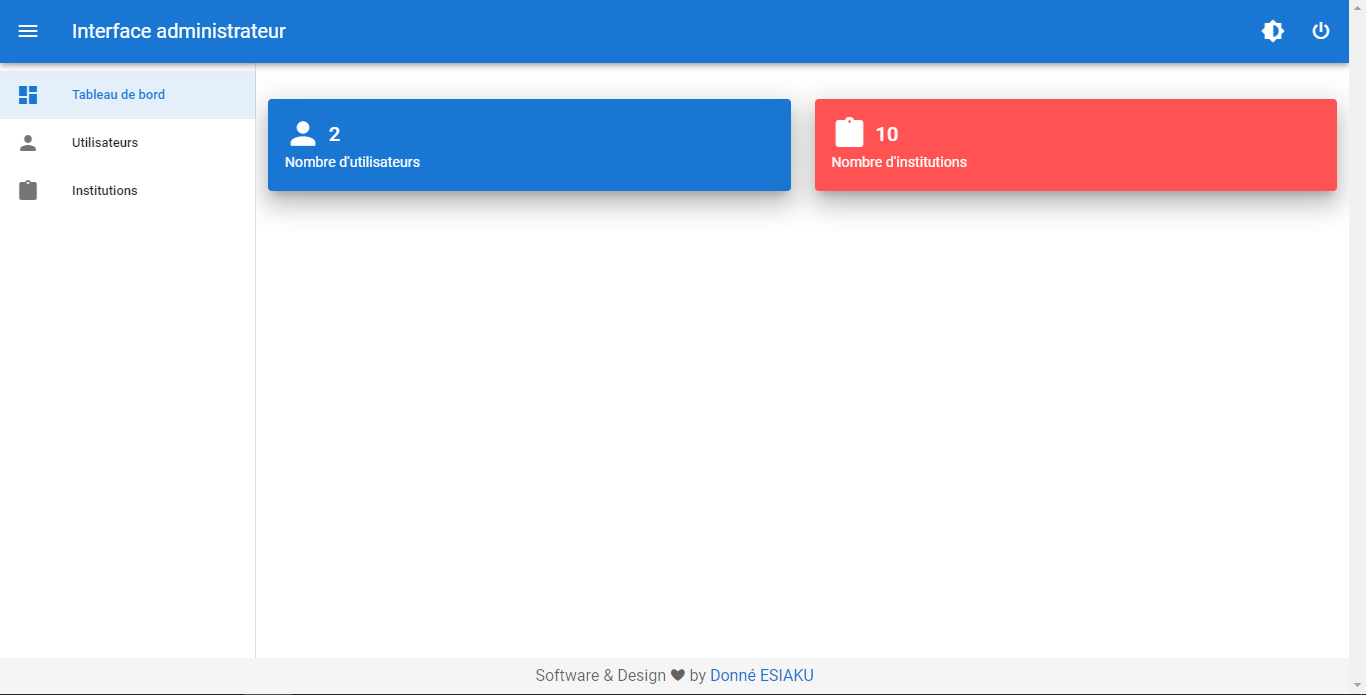 Interface administrateur
Tableau de bord
Utilisateurs
Institutions
2
Nombre d'utilisateurs
10
Nombre d'institutions
Software & Design ♥ by Donné ESIAKU